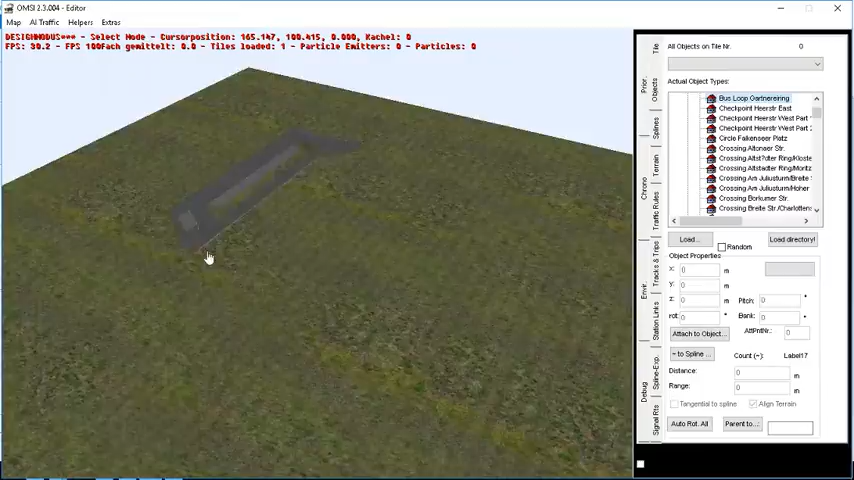 OMSI 2.3.004 - Editor
Map AI Traffic Helpers Extras
DESIGNMODUS*** - Select Mode - Cursorposition: 165.147, 100.415, 0.000, Kachel: 0
FPS: 30.2 - FPS 100Fach gemittelt: 0.0 - Tiles loaded: 1 - Particle Emitters: 0 - Particles: 0
Tile
Objects
Splines
Terrain
Traffic Rules
Tracks & Trips
Station Links
Spline-Exp.
Signal Rts
Prior.
Chrono
Envir.
Debug
All Objects on Tile Nr. 0
Actual Object Types:
Bus Loop Gartnereiring
Checkpoint Heerstr East
Checkpoint Heerstr West Part 
Checkpoint Heerstr West Part 2
Circle Falkenseer Platz
Crossing Altonaer Str.
Crossing Altst?dter Ring/Kloste
Crossing Altstadter Ring/Moritz
Crossing Am Juliusturm/Breite
Crossing Am Juliusturm/Hoher
Crossing Borkumer Str.
Crossing Breite Str./Charlotten
Load... Random Load directory!
Object Properties
x: 0 m
y: 0 m
z: 0 m Pitch: 0 °
rot: 0 ° Bank: 0 °
Attach to Object... AttPntNr.: 0
~ to Spline ... Count (~): Label17
Distance: 0 m
Range: 0 m
Tangential to spline Align Terrain
Auto Rot. All Parent to...: